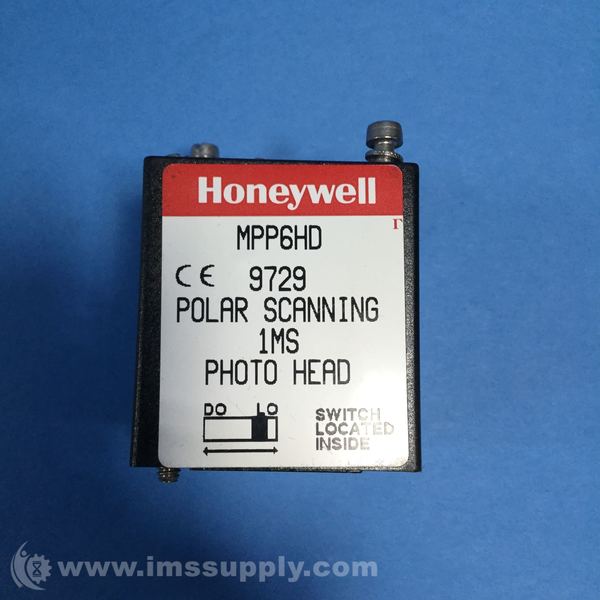 Honeywell
MPP6HD
CE 9729
POLAR SCANNING
1MS
PHOTO HEAD
DO LO
SWITCH
LOCATED
INSIDE
www.imssupply.com